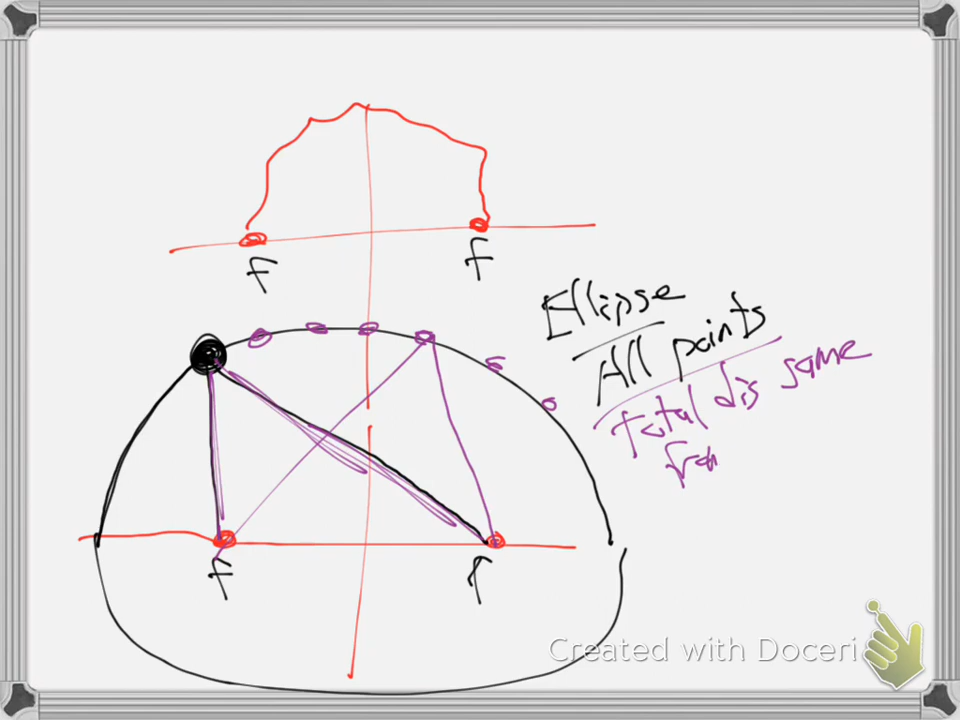 F F
Ellipse
All points
total dis same
F F
Created with Doceri